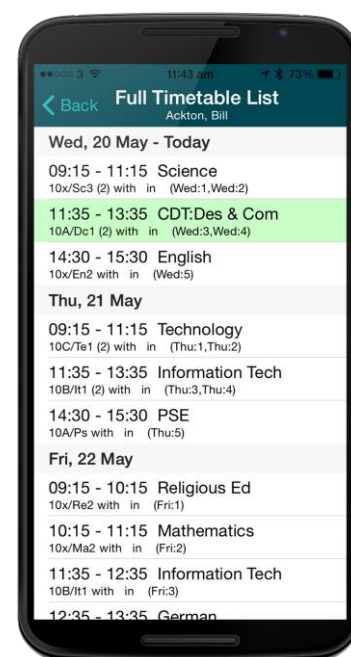 3 11:43 am 73%
Back Full Timetable List
Ackton, Bill
Wed, 20 May - Today
09:15 - 11:15 Science
10x/Sc3 (2) with in (Wed:1,Wed:2)
11:35 - 13:35 CDT:Des & Com
10A/Dc1 (2) with in (Wed:3,Wed:4)
14:30 - 15:30 English
10x/En2 with in (Wed:5)
Thu, 21 May
09:15 - 11:15 Technology
10C/Te1 (2) with in (Thu:1,Thu:2)
11:35 - 13:35 Information Tech
10B/It1 (2) with in (Thu:3,Thu:4)
14:30 - 15:30 PSE
10A/Ps with in (Thu:5)
Fri, 22 May
09:15 - 10:15 Religious Ed
10x/Re2 with in (Fri:1)
10:15 - 11:15 Mathematics
10x/Ma2 with in (Fri:2)
11:35 - 12:35 Information Tech
10B/It1 with in (Fri:3)
12:35 - 13:35 German